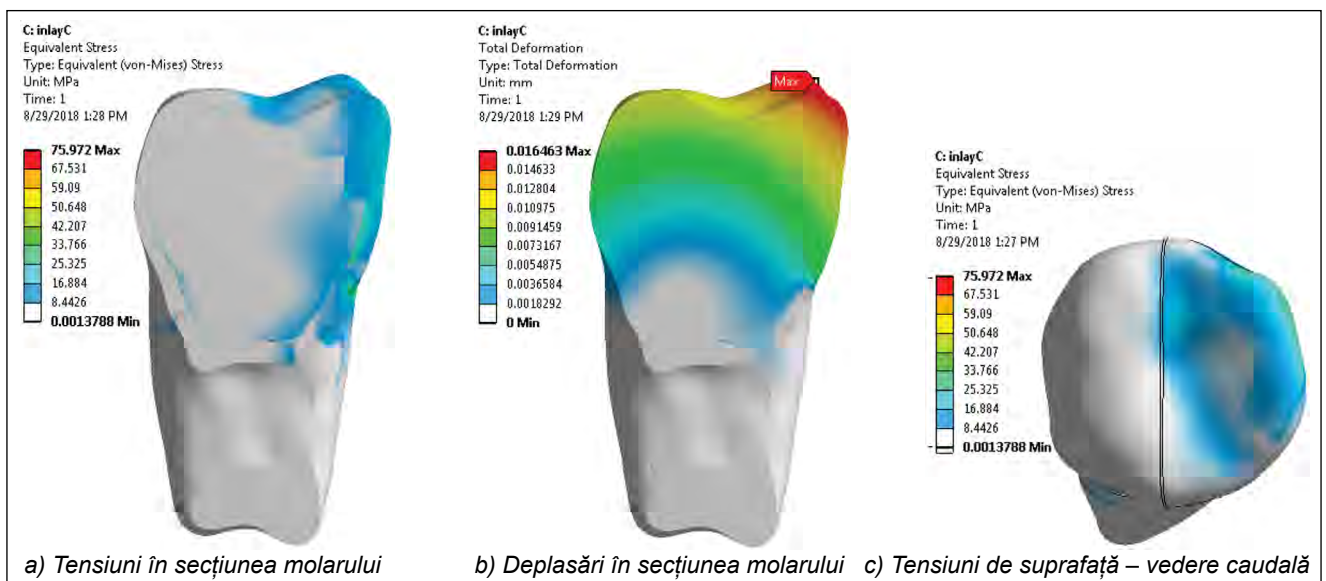 C: inlayC
Equivalent Stress
Type: Equivalent (von-Mises) Stress
Unit: MPa
Time: 1
8/29/2018 1:28 PM
75.972 Max
67.531
59.09
50.648
42.207
33.766
25.325
16.884
8.4426
0.0013788 Min
a) Tensiuni în secțiunea molarului
C: inlayC
Total Deformation
Type: Total Deformation
Unit: mm
Time: 1
8/29/2018 1:29 PM
0.016463 Max
0.014633
0.012804
0.010975
0.0091459
0.0073167
0.0054875
0.0036584
0.0018292
0 Min
Max
b) Deplasări în secțiunea molarului
C: inlayC
Equivalent Stress
Type: Equivalent (von-Mises) Stress
Unit: MPa
Time: 1
8/29/2018 1:27 PM
75.972 Max
67.531
59.09
50.648
42.207
33.766
25.325
16.884
8.4426
0.0013788 Min
c) Tensiuni de suprafață – vedere caudală